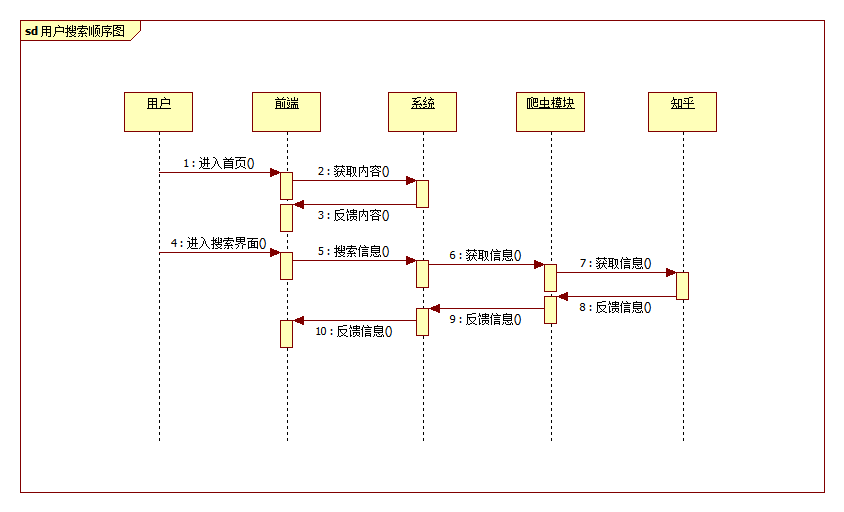 sd 用户搜索顺序图
用户
前端
系统
爬虫模块
知乎
1 : 进入首页()
2 : 获取内容()
3 : 反馈内容()
4 : 进入搜索界面()
5 : 搜索信息()
6 : 获取信息()
7 : 获取信息()
8 : 反馈信息()
9 : 反馈信息()
10 : 反馈信息()